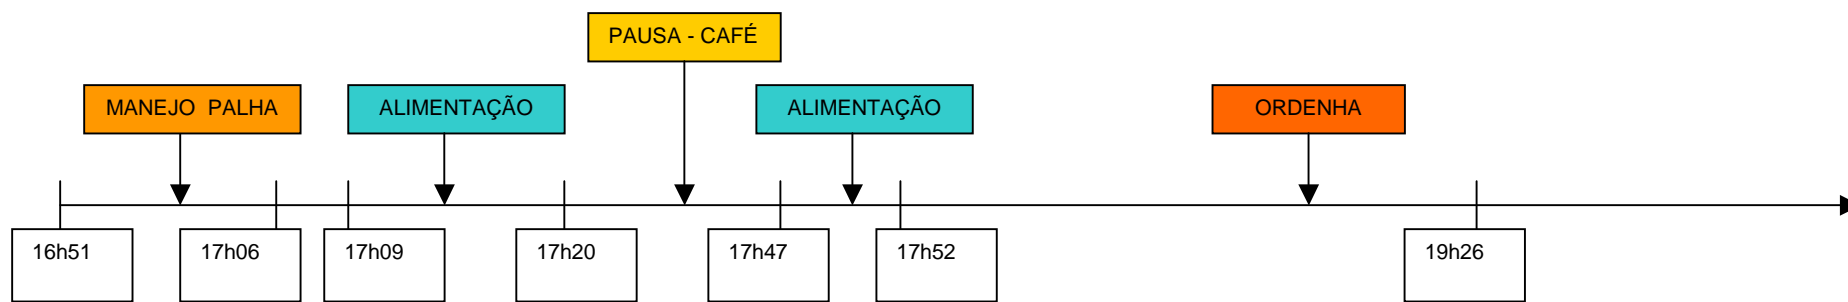 PAUSA - CAFÉ
MANEJO PALHA
ALIMENTAÇÃO
ALIMENTAÇÃO
ORDENHA
16h51
17h06
17h09
17h20
17h47
17h52
19h26